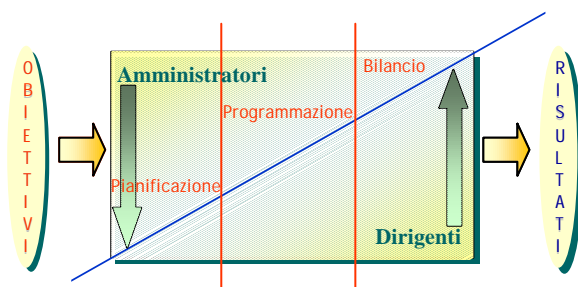 OBIETTIVI
Amministratori
Pianificazione
Programmazione
Bilancio
Dirigenti
RISULTATI